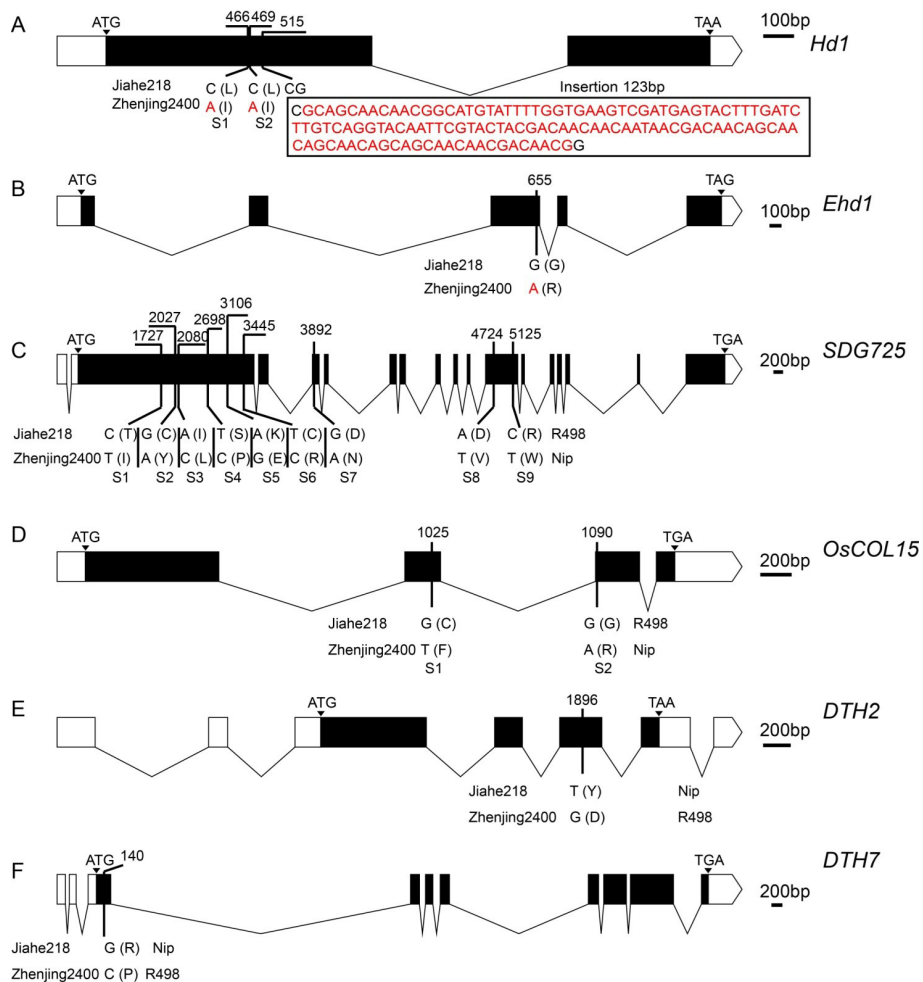 A ATG 466 469 515 TAA 100bp Hd1
Jiahe218 C (L) C (L) CG Insertion 123bp
Zhenjing2400 A (I) A (I)
S1 S2
CGCAGCAACAACGGCATGTATTTTGGTGAAGTCGATGAGTACTTTGATC
TTGTCAGGTACAATTCGTACTACGACAACAACAATAACGACAACAGCAA
CAGCAACAGCAGCAACAACGACAACGG
B ATG 655 TAG 100bp Ehd1
Jiahe218 G (G)
Zhenjing2400 A (R)
C ATG 1727 2027 2080 2698 3106 3445 3892 4724 5125 TGA 200bp SDG725
Jiahe218 C (T) G (C) A (I) T (S) A (K) T (C) G (D) A (D) C (R) R498
Zhenjing2400 T (I) A (Y) C (L) C (P) G (E) C (R) A (N) T (V) T (W) Nip
S1 S2 S3 S4 S5 S6 S7 S8 S9
D ATG 1025 1090 TGA 200bp OsCOL15
Jiahe218 G (C) G (G) R498
Zhenjing2400 T (F) A (R) Nip
S1 S2
E ATG 1896 TAA 200bp DTH2
Jiahe218 T (Y) Nip
Zhenjing2400 G (D) R498
F ATG 140 TGA 200bp DTH7
Jiahe218 G (R) Nip
Zhenjing2400 C (P) R498